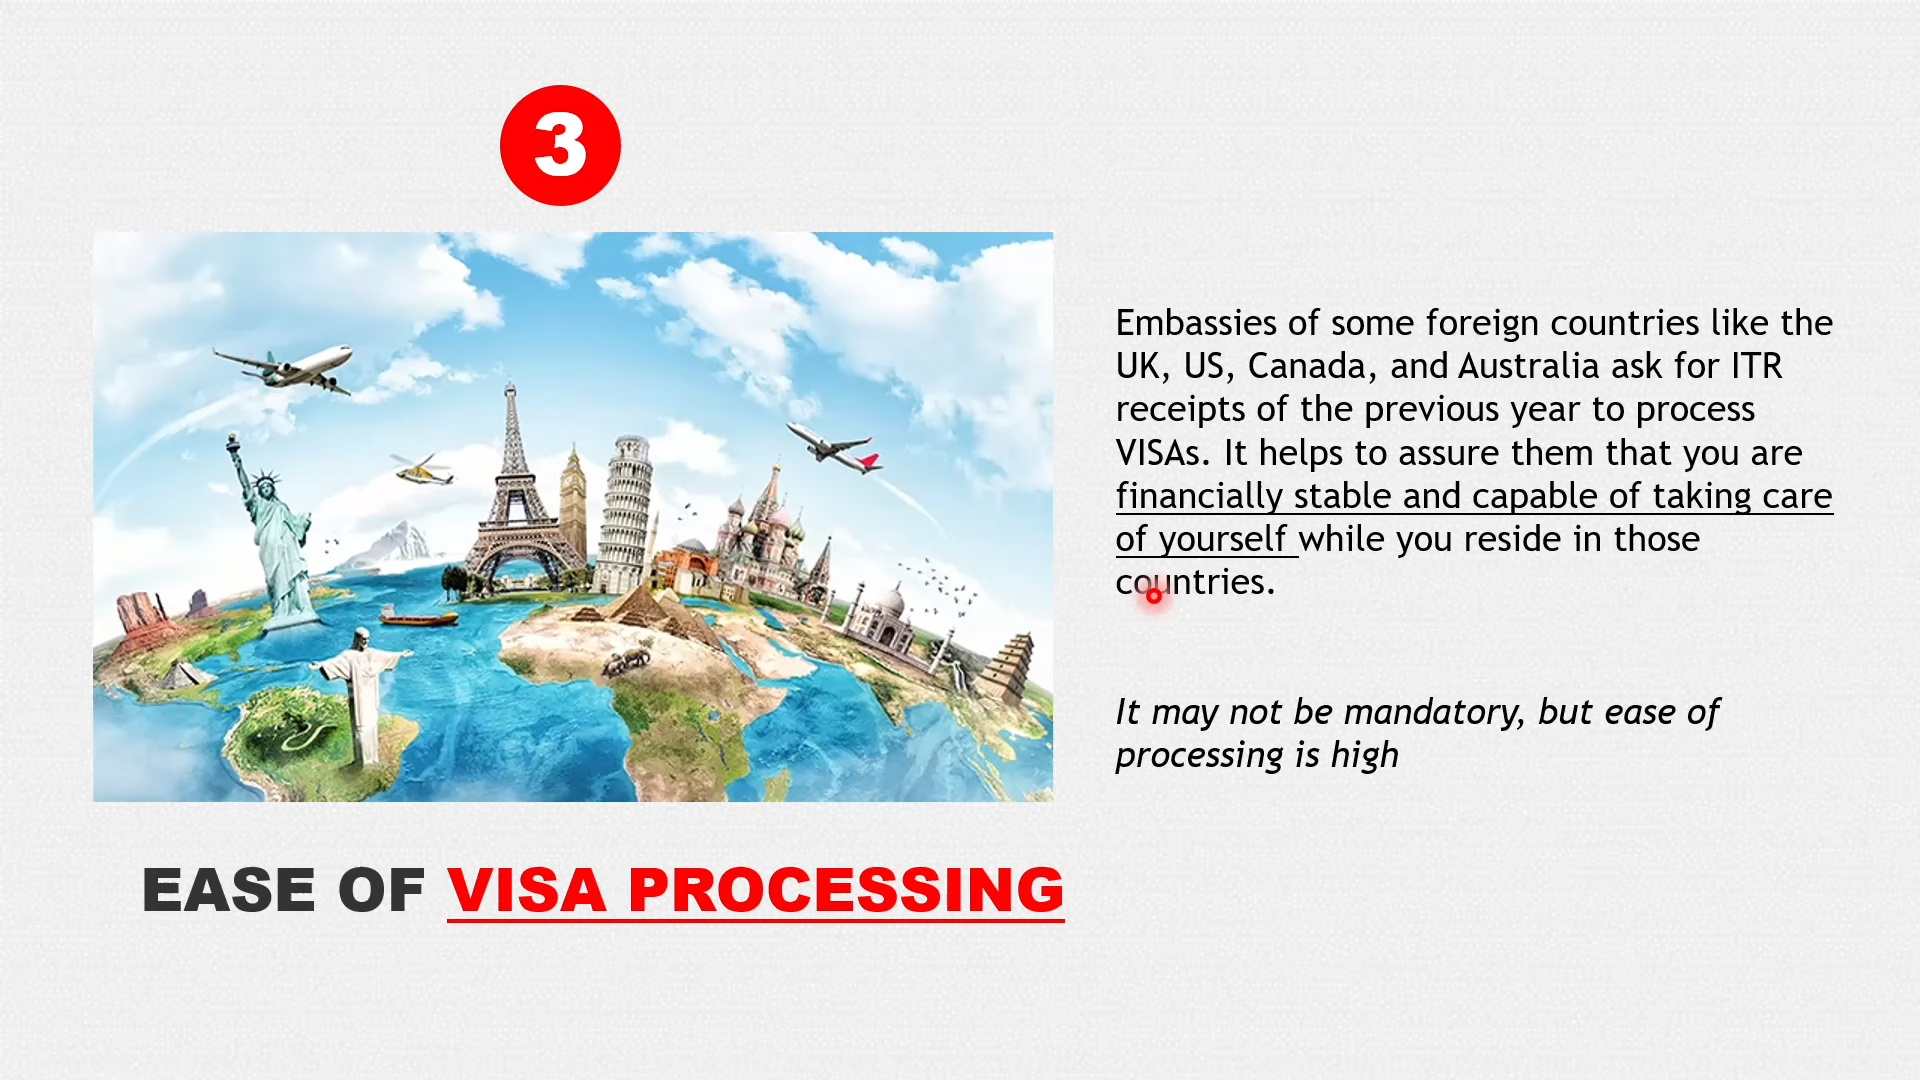 3
Embassies of some foreign countries like the
UK, US, Canada, and Australia ask for ITR
receipts of the previous year to process
VISAs. It helps to assure them that you are
financially stable and capable of taking care
of yourself while you reside in those
countries.
It may not be mandatory, but ease of
processing is high
EASE OF VISA PROCESSING